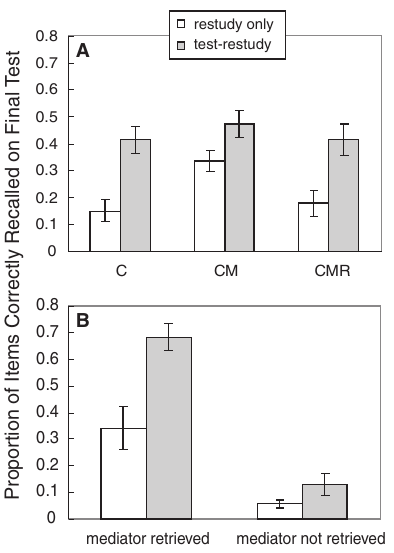 restudy only
test-restudy
Proportion of Items Correctly Recalled on Final Test
A
0.8
0.7
0.6
0.5
0.4
0.3
0.2
0.1
0
C CM CMR
B
0.8
0.7
0.6
0.5
0.4
0.3
0.2
0.1
0
mediator retrieved mediator not retrieved